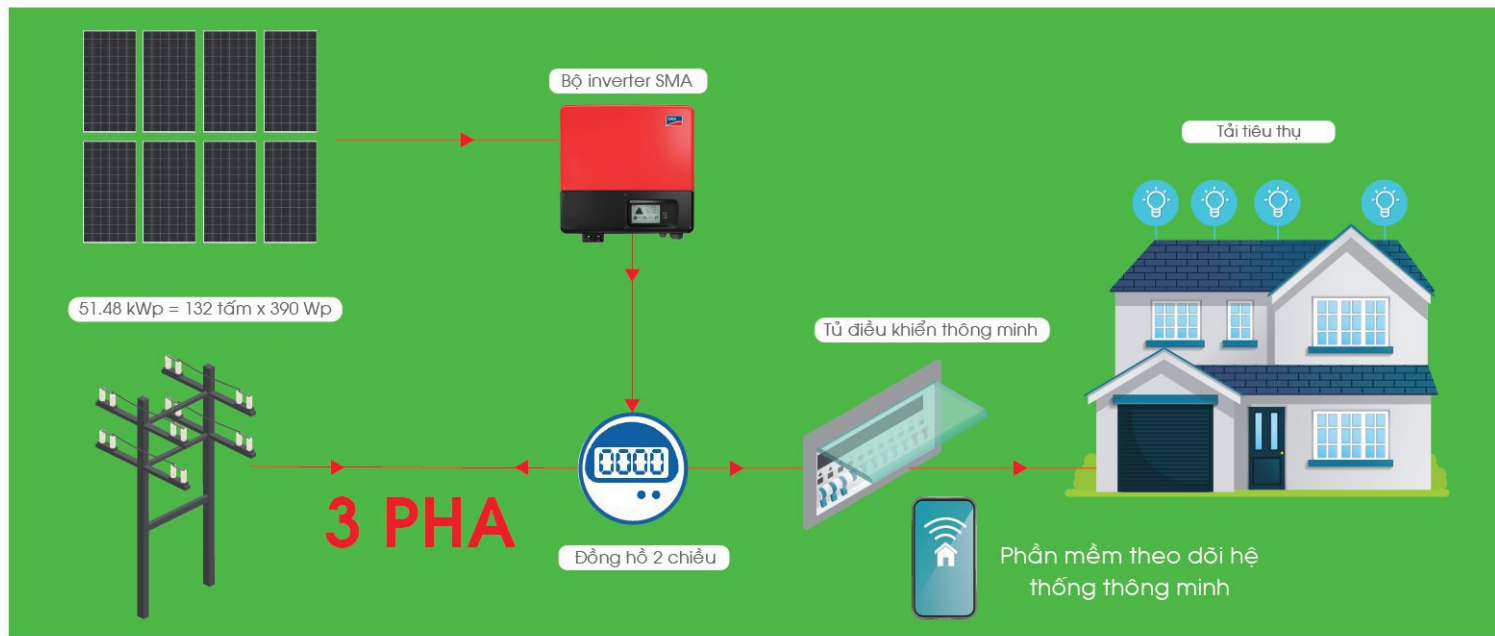 Bộ inverter SMA
Tải tiêu thụ
51.48 kWp = 132 tấm x 390 Wp
Tủ điều khiển thông minh
0000
3 PHA
Đồng hồ 2 chiều
Phần mềm theo dõi hệ
thống thông minh